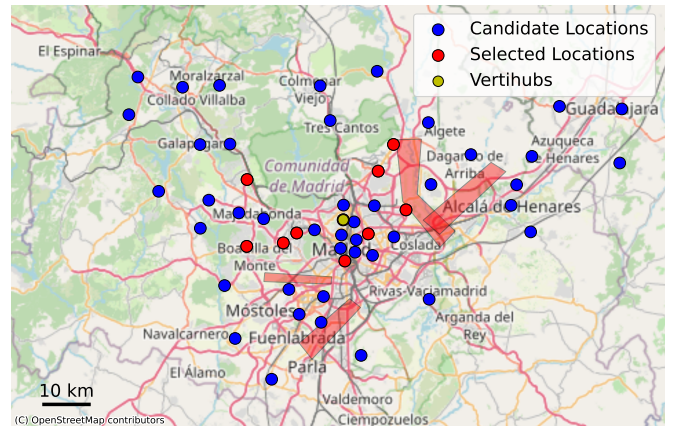 Candidate Locations
Selected Locations
Vertihubs
El Espinar
Moralzarzal
Collado Villalba
Colmenar
Viejo
Tres Cantos
Algete
Guadalajara
Galapagar
Azuqueca
de Henares
Daganzo de
Arriba
Comunidad
de Madrid
Alcalá de Henares
Majadahonda
Madrid
Coslada
Boadilla del
Monte
Rivas-Vaciamadrid
Móstoles
Arganda del
Rey
Navalcarnero
Fuenlabrada
El Álamo
Parla
10 km
Valdemoro
Ciempozuelos
(C) OpenStreetMap contributors